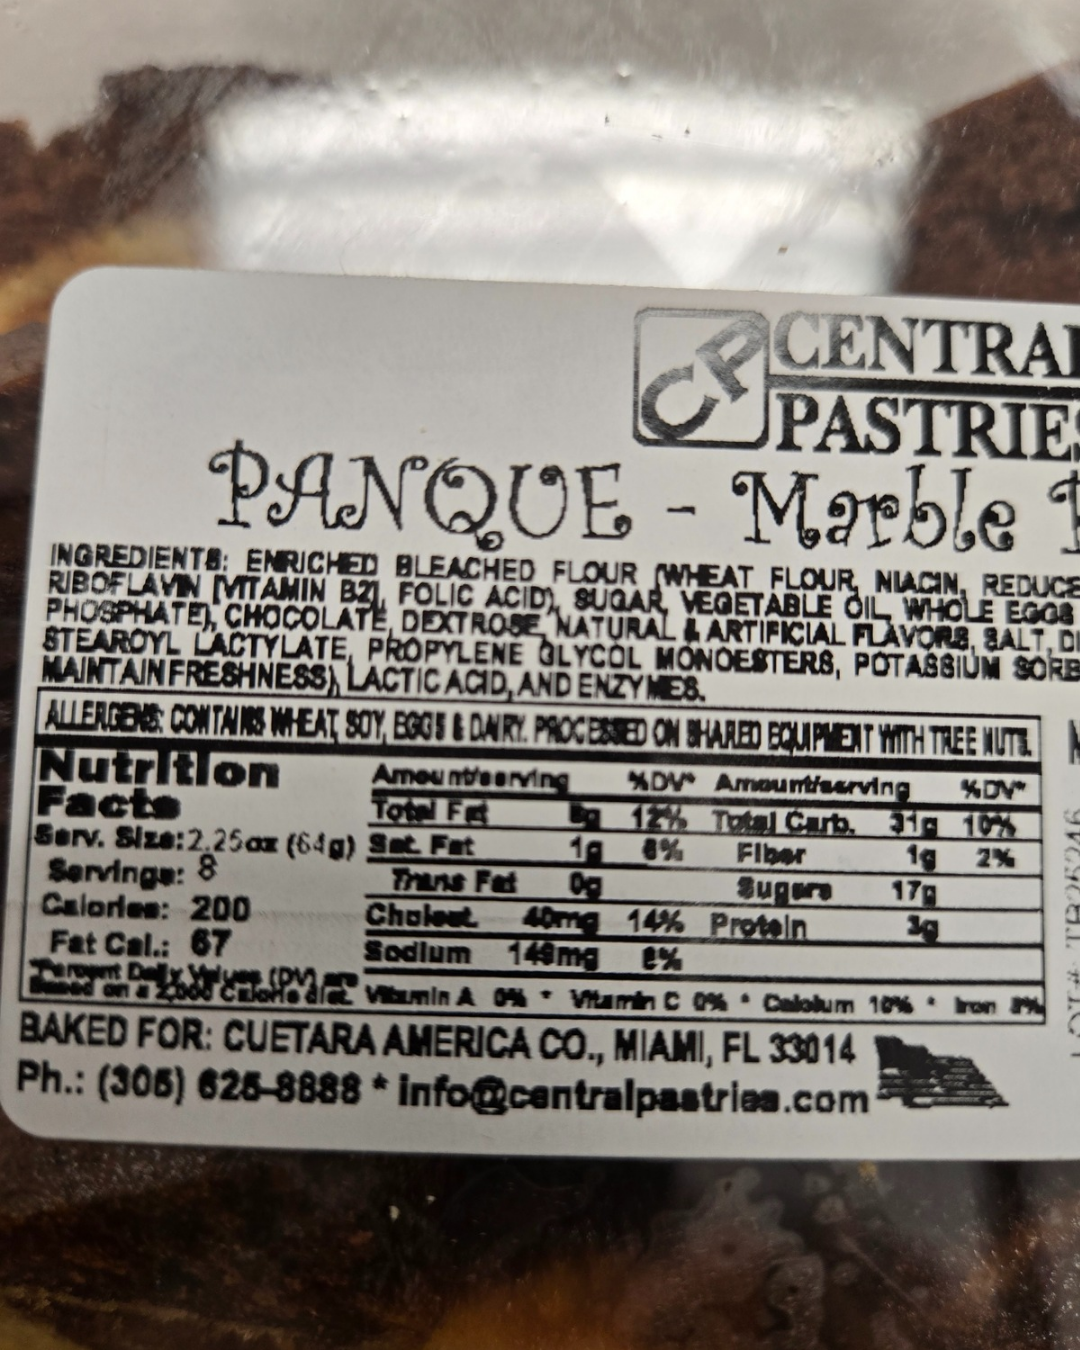 CP CENTRAL
PASTRIES
PANQUE - Marble
INGREDIENTS: ENRICHED BLEACHED FLOUR (WHEAT FLOUR, NIACIN, REDUCE
RIBOFLAVIN [VITAMIN B2], FOLIC ACID), SUGAR, VEGETABLE OIL, WHOLE EGGS
PHOSPHATE), CHOCOLATE, DEXTROSE, NATURAL & ARTIFICIAL FLAVORS, SALT, DI
STEAROYL LACTYLATE, PROPYLENE GLYCOL MONOESTERS, POTASSIUM SORB
MAINTAIN FRESHNESS), LACTIC ACID, AND ENZYMES.
ALLERGENS: CONTAINS WHEAT, SOY, EGGS & DAIRY. PROCESSED ON SHARED EQUIPMENT WITH TREE NUTS.
Nutrition
Facts
Serv. Size: 2.25oz (64g)
Servings: 8
Calories: 200
Fat Cal.: 67
*Percent Daily Values (DV) are
Based on a 2,000 Calorie diet.
Amount/serving %DV* Amount/serving %DV*
Total Fat 12% Total Carb. 31g 10%
Sat. Fat 1g Fiber 1g 2%
Trans Fat 0g Sugars 17g
Cholest. 40mg 14% Protein 3g
Sodium
Vitamin A 0% * Vitamin C 0% * Calcium 10% * Iron
BAKED FOR: CUETARA AMERICA CO., MIAMI, FL 33014
Ph.: (305) 625-8888 * info@centralpastries.com